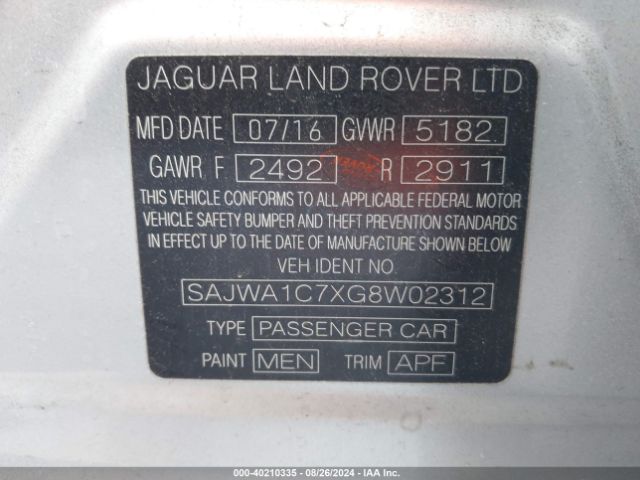 JAGUAR LAND ROVER LTD
MFD DATE 07/16 GVWR 5182
GAWR F 2492 R 2911
THIS VEHICLE CONFORMS TO ALL APPLICABLE FEDERAL MOTOR
VEHICLE SAFETY BUMPER AND THEFT PREVENTION STANDARDS
IN EFFECT UP TO THE DATE OF MANUFACTURE SHOWN BELOW
VEH IDENT NO.
SAJWA1C7XG8W02312
TYPE PASSENGER CAR
PAINT MEN TRIM APF
©COPY-40210335 - 08/26/2024 - IAA Inc.